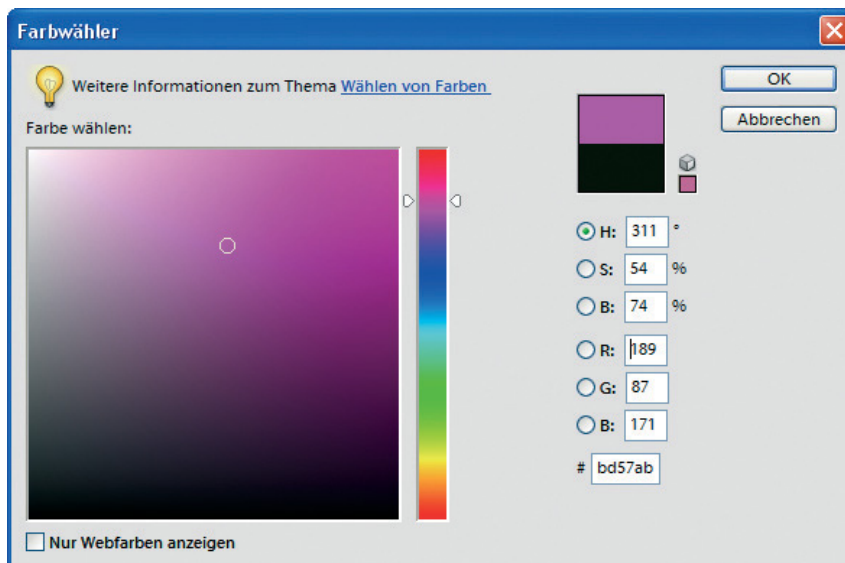 Farbwähler
Weitere Informationen zum Thema Wählen von Farben
OK
Abbrechen
Farbe wählen:
H: 311 °
S: 54 %
B: 74 %
R: 189
G: 87
B: 171
# bd57ab
Nur Webfarben anzeigen